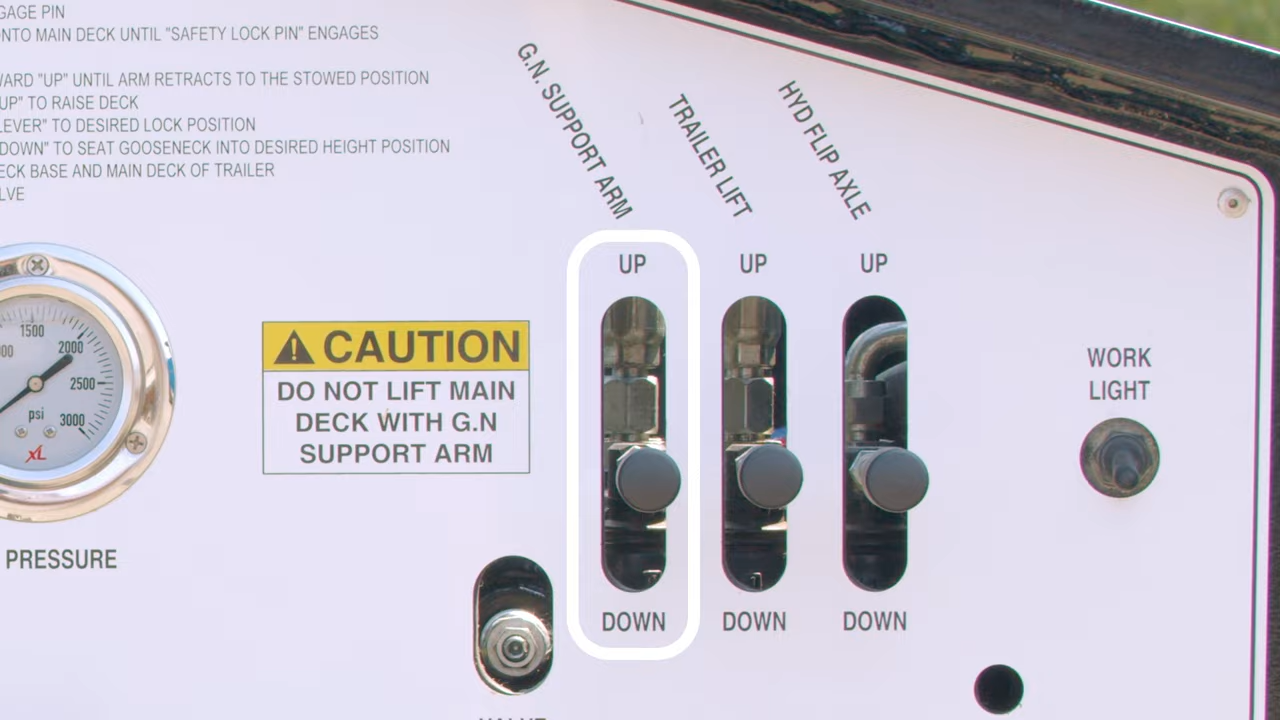 GAGE PIN
ONTO MAIN DECK UNTIL "SAFETY LOCK PIN" ENGAGES
WARD "UP" UNTIL ARM RETRACTS TO THE STOWED POSITION
UP" TO RAISE DECK
LEVER" TO DESIRED LOCK POSITION
DOWN" TO SEAT GOOSENECK INTO DESIRED HEIGHT POSITION
ECK BASE AND MAIN DECK OF TRAILER
LVE
G.N. SUPPORT ARM
TRAILER LIFT
HYD FLIP AXLE
UP
UP
UP
1500
2000
2500
3000
psi
XL
PRESSURE
CAUTION
DO NOT LIFT MAIN
DECK WITH G.N
SUPPORT ARM
WORK
LIGHT
DOWN
DOWN
DOWN